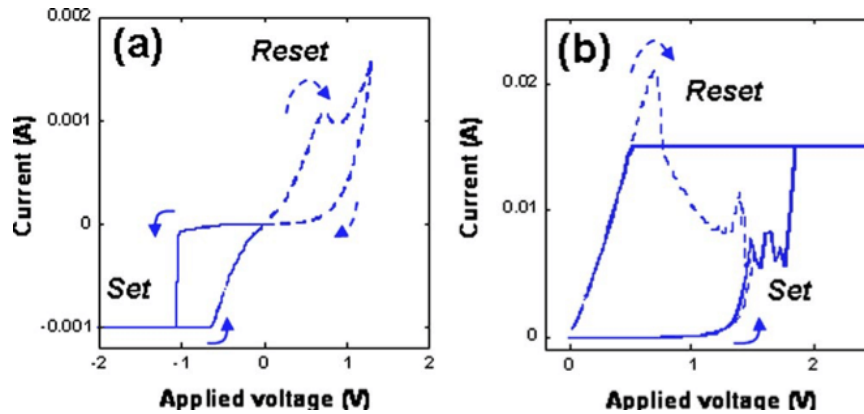 (a)
Reset
Set
0.002
0.001
0
-0.001
-2
-1
0
1
2
Current (A)
Applied voltage (V)
(b)
Reset
Set
0.02
0.01
0
0
1
2
Current (A)
Applied voltage (V)